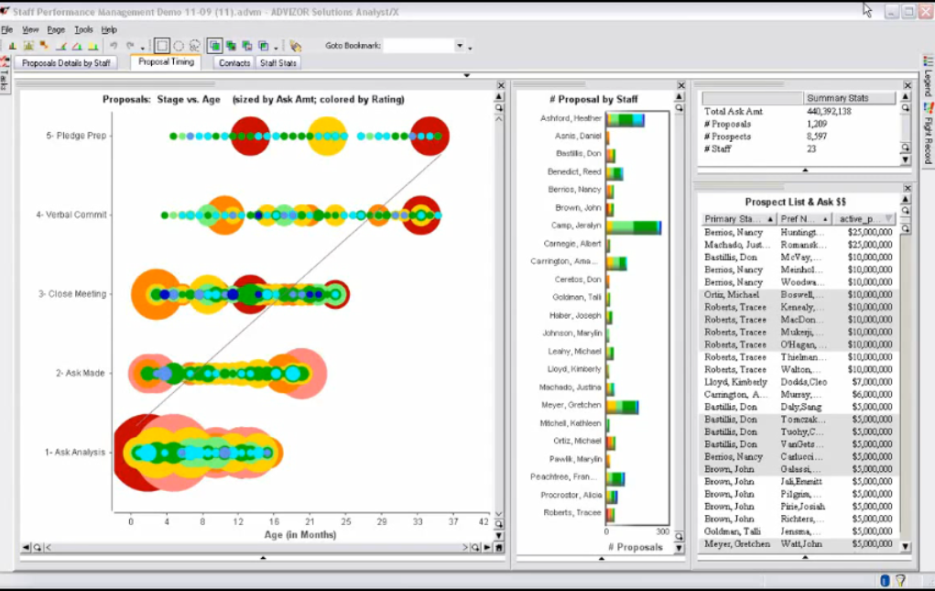 Staff Performance Management Demo 11-09 (11).advm - ADVIZOR Solutions Analyst/X
File View Page Tools Help
Goto Bookmark:
Proposals Details by Staff Proposal Timing Contacts Staff Stats
Tasks
Proposals: Stage vs. Age (sized by Ask Amt; colored by Rating)
5- Pledge Prep
4- Verbal Commit
3- Close Meeting
2- Ask Made
1- Ask Analysis
0 4 8 12 16 21 25 29 33 37 42
Age (in Months)
# Proposal by Staff
Ashford, Heather
Asnis, Daniel
Bastillis, Don
Benedict, Reed
Berrios, Nancy
Brown, John
Camp, Jeralyn
Carnegie, Albert
Carrington, Ama...
Ceretos, Don
Goldman, Talli
Haber, Joseph
Johnson, Marylin
Leahy, Michael
Lloyd, Kimberly
Machado, Justina
Meyer, Gretchen
Mitchell, Kathleen
Ortiz, Michael
Pawlik, Marylin
Peachtree, Fran...
Procrostor, Alicia
Roberts, Tracee
0 300
# Proposals
Summary Stats
Total Ask Amt 440,392,138
# Proposals 1,209
# Prospects 8,597
# Staff 23
Prospect List & Ask $$
Primary Sta... Pref N... active_p...
Berrios, Nancy Huntingt... $25,000,000
Machado, Just... Romansk... $25,000,000
Bastillis, Don McVay,... $10,000,000
Berrios, Nancy Meinhol... $10,000,000
Berrios, Nancy Woodwa... $10,000,000
Ortiz, Michael Boswell,... $10,000,000
Roberts, Tracee Kenealy,... $10,000,000
Roberts, Tracee MacDon... $10,000,000
Roberts, Tracee Mukerji,... $10,000,000
Roberts, Tracee O'Hagan,... $10,000,000
Roberts, Tracee Thielman... $10,000,000
Roberts, Tracee Walton,... $10,000,000
Lloyd, Kimberly Dodds,Cleo $7,000,000
Carrington, A... Murray,... $6,000,000
Bastillis, Don Daly,Sang $5,000,000
Bastillis, Don Tomczak... $5,000,000
Bastillis, Don Tuohy,C... $5,000,000
Bastillis, Don VanGets... $5,000,000
Berrios, Nancy Carlucci... $5,000,000
Brown, John Galassi,... $5,000,000
Brown, John Jali,Emmitt $5,000,000
Brown, John Pilgrim,... $5,000,000
Brown, John Pirie,Josiah $5,000,000
Brown, John Richters,... $5,000,000
Goldman, Talli Jensma,... $5,000,000
Meyer, Gretchen Watt,John $5,000,000
Legend
Flight Record